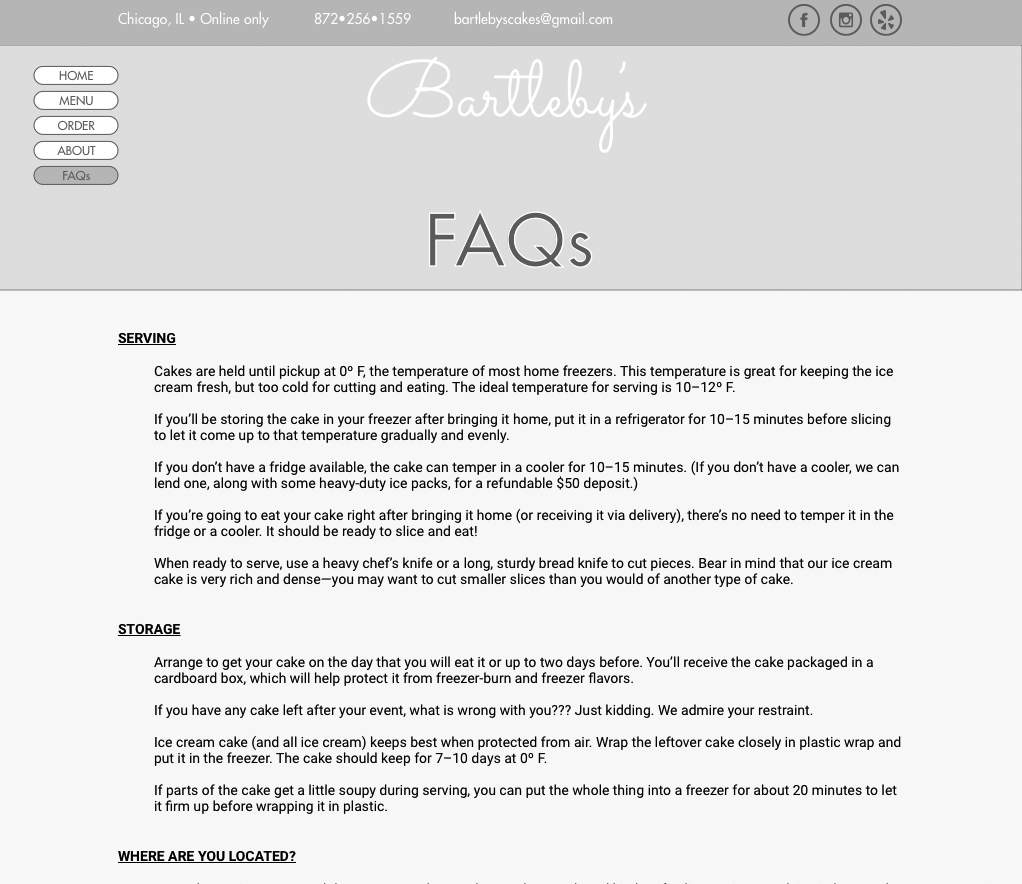 Chicago, IL • Online only 872•256•1559 bartlebyscakes@gmail.com
Bartleby's
HOME
MENU
ORDER
ABOUT
FAQs
FAQs
SERVING
Cakes are held until pickup at 0º F, the temperature of most home freezers. This temperature is great for keeping the ice
cream fresh, but too cold for cutting and eating. The ideal temperature for serving is 10–12º F.
If you’ll be storing the cake in your freezer after bringing it home, put it in a refrigerator for 10–15 minutes before slicing
to let it come up to that temperature gradually and evenly.
If you don’t have a fridge available, the cake can temper in a cooler for 10–15 minutes. (If you don’t have a cooler, we can
lend one, along with some heavy-duty ice packs, for a refundable $50 deposit.)
If you’re going to eat your cake right after bringing it home (or receiving it via delivery), there’s no need to temper it in the
fridge or a cooler. It should be ready to slice and eat!
When ready to serve, use a heavy chef’s knife or a long, sturdy bread knife to cut pieces. Bear in mind that our ice cream
cake is very rich and dense—you may want to cut smaller slices than you would of another type of cake.
STORAGE
Arrange to get your cake on the day that you will eat it or up to two days before. You’ll receive the cake packaged in a
cardboard box, which will help protect it from freezer-burn and freezer flavors.
If you have any cake left after your event, what is wrong with you??? Just kidding. We admire your restraint.
Ice cream cake (and all ice cream) keeps best when protected from air. Wrap the leftover cake closely in plastic wrap and
put it in the freezer. The cake should keep for 7–10 days at 0º F.
If parts of the cake get a little soupy during serving, you can put the whole thing into a freezer for about 20 minutes to let
it firm up before wrapping it in plastic.
WHERE ARE YOU LOCATED?